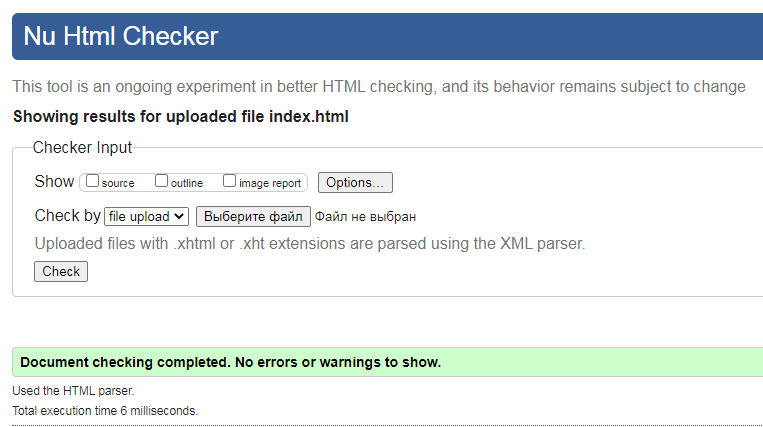 Nu Html Checker
This tool is an ongoing experiment in better HTML checking, and its behavior remains subject to change
Showing results for uploaded file index.html
Checker Input
Show source outline image report Options...
Check by file upload Выберите файл Файл не выбран
Uploaded files with .xhtml or .xht extensions are parsed using the XML parser.
Check
Document checking completed. No errors or warnings to show.
Used the HTML parser.
Total execution time 6 milliseconds.